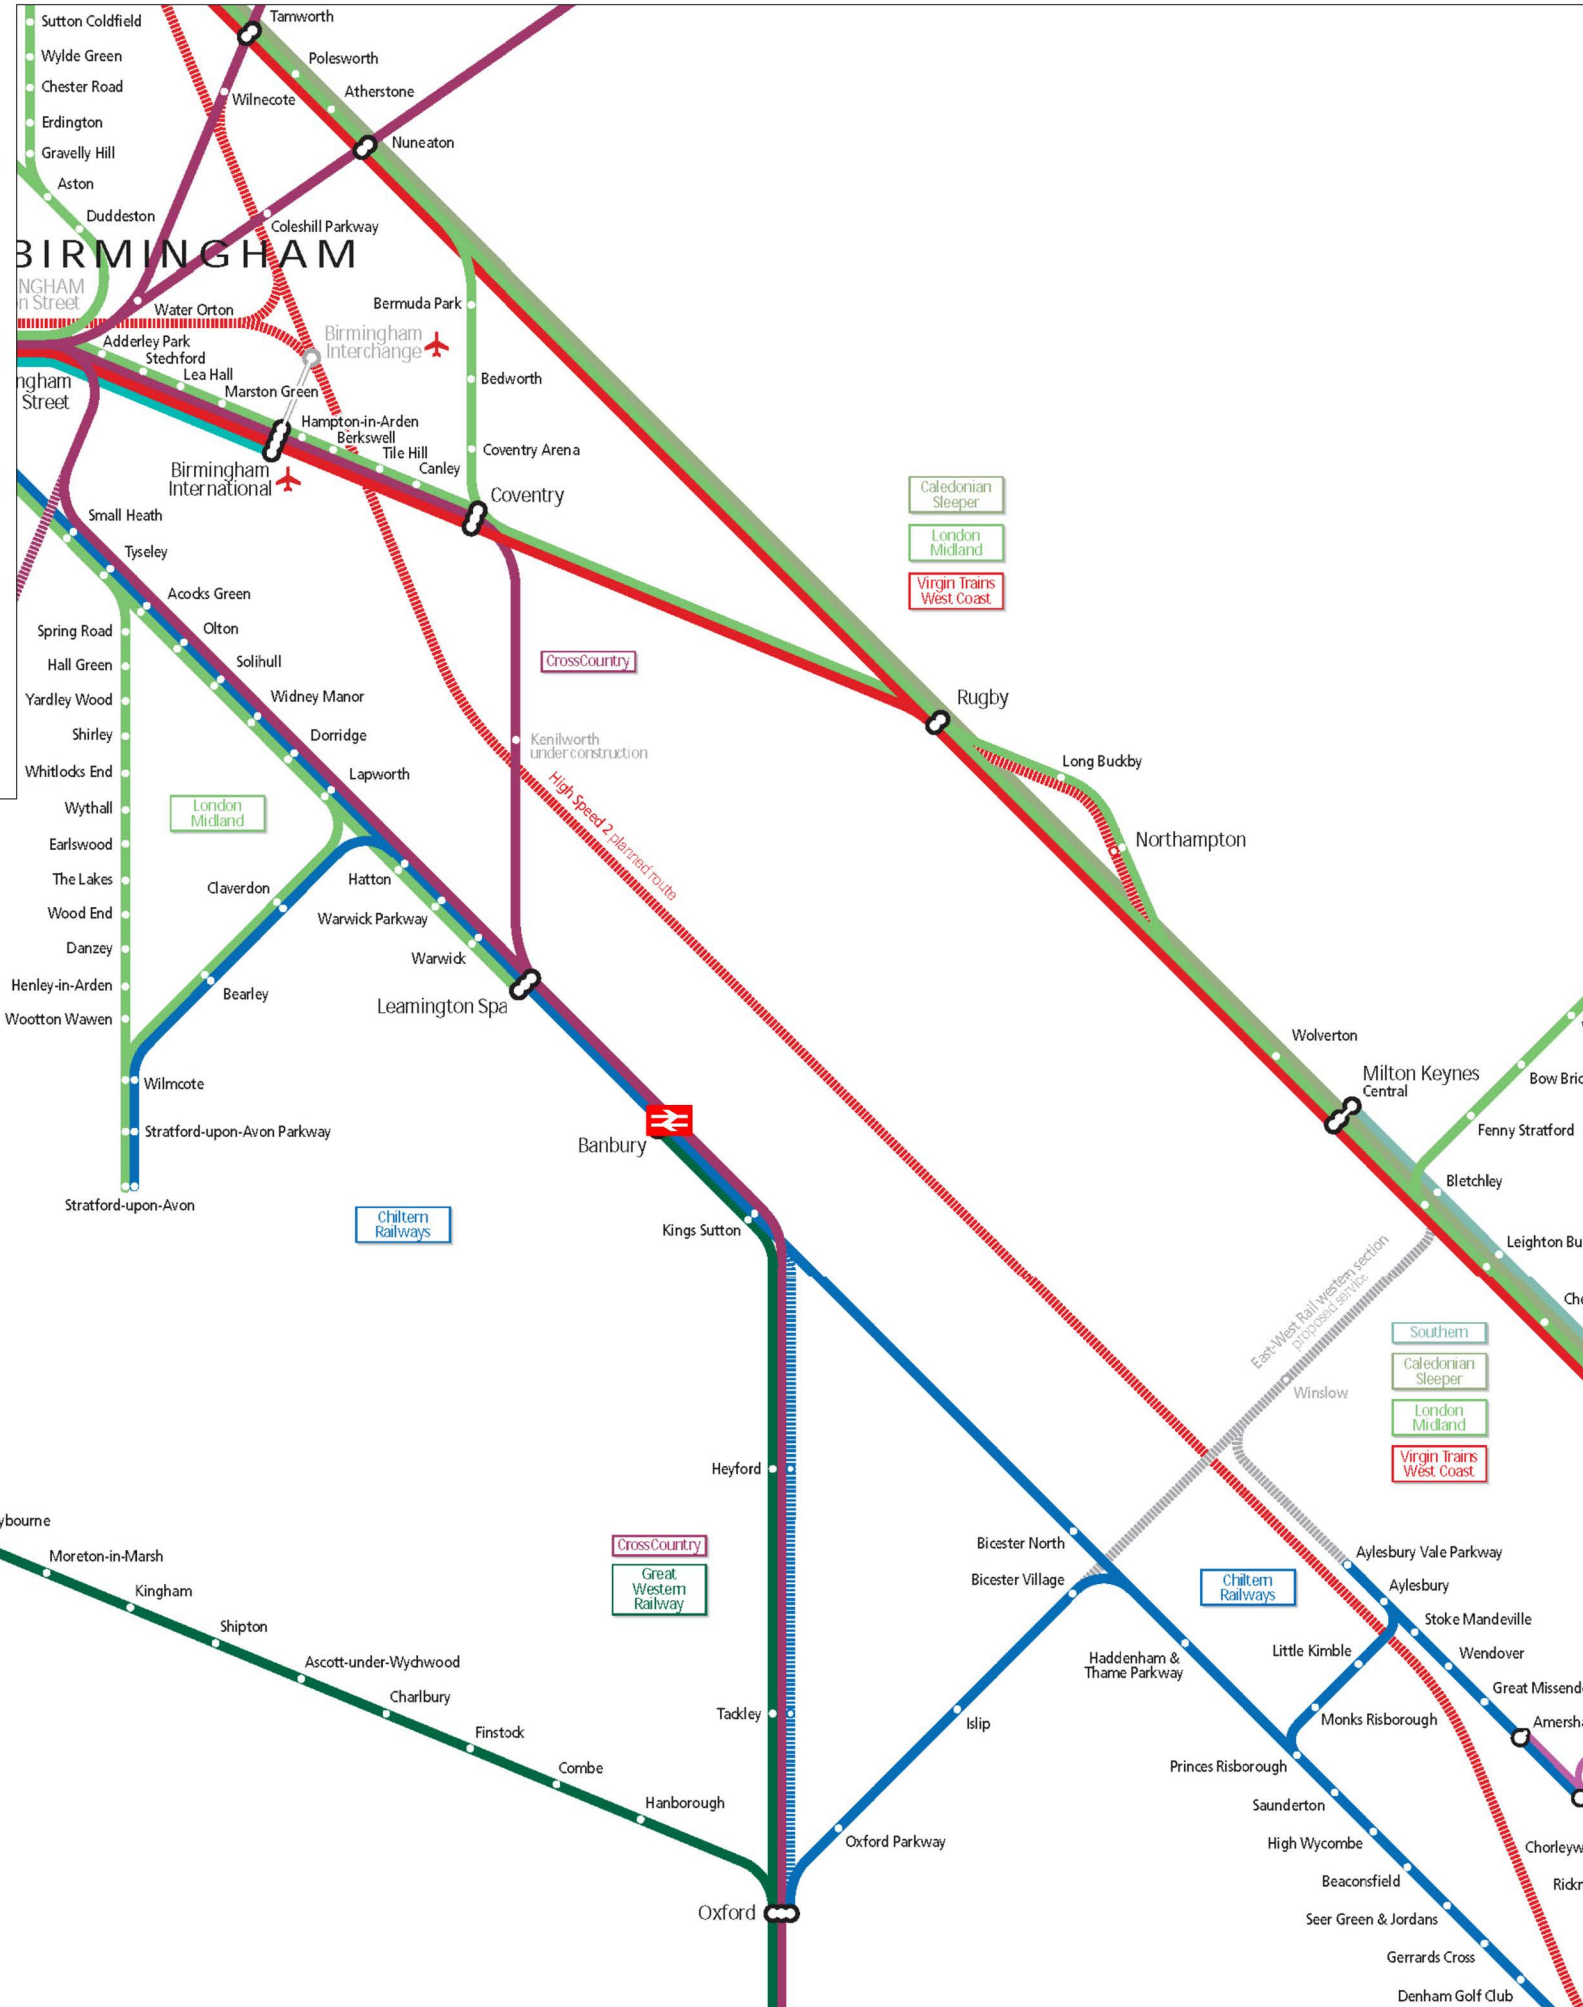 Sutton Coldfield
Wylde Green
Chester Road
Erdington
Gravelly Hill
Aston
Duddeston
Tamworth
Polesworth
Wilnecote
Atherstone
Nuneaton
Coleshill Parkway
BIRMINGHAM
NGHAM
n Street
Water Orton
Birmingham
Interchange
Bermuda Park
Adderley Park
Stechford
Lea Hall
Marston Green
ngham
Street
Bedworth
Hampton-in-Arden
Berkswell
Tile Hill
Canley
Coventry Arena
Birmingham
International
Coventry
Caledonian
Sleeper
London
Midland
Virgin Trains
West Coast
Small Heath
Tyseley
Acocks Green
Olton
Solihull
Widney Manor
Dorridge
Lapworth
Spring Road
Hall Green
Yardley Wood
Shirley
Whitlocks End
Wythall
Earlswood
The Lakes
Wood End
Danzey
Henley-in-Arden
Wootton Wawen
London
Midland
CrossCountry
Kenilworth
under construction
High Speed 2 planned route
Rugby
Long Buckby
Northampton
Claverdon
Hatton
Warwick Parkway
Warwick
Bearley
Leamington Spa
Wilmcote
Stratford-upon-Avon Parkway
Stratford-upon-Avon
Wolverton
Milton Keynes
Central
Bow Bric
Fenny Stratford
Bletchley
Leighton Bu
Che
Banbury
Chiltern
Railways
Kings Sutton
East-West Rail western section
proposed service
Winslow
Southern
Caledonian
Sleeper
London
Midland
Virgin Trains
West Coast
Heyford
ybourne
Moreton-in-Marsh
Kingham
Shipton
Ascott-under-Wychwood
Charlbury
Finstock
Combe
Hanborough
CrossCountry
Great
Western
Railway
Tackley
Oxford
Bicester North
Bicester Village
Islip
Oxford Parkway
Chiltern
Railways
Haddenham &
Thame Parkway
Aylesbury Vale Parkway
Aylesbury
Stoke Mandeville
Wendover
Great Missend
Amersha
Little Kimble
Monks Risborough
Princes Risborough
Saunderton
High Wycombe
Beaconsfield
Seer Green & Jordans
Gerrards Cross
Denham Golf Club
Chorleyw
Rickr